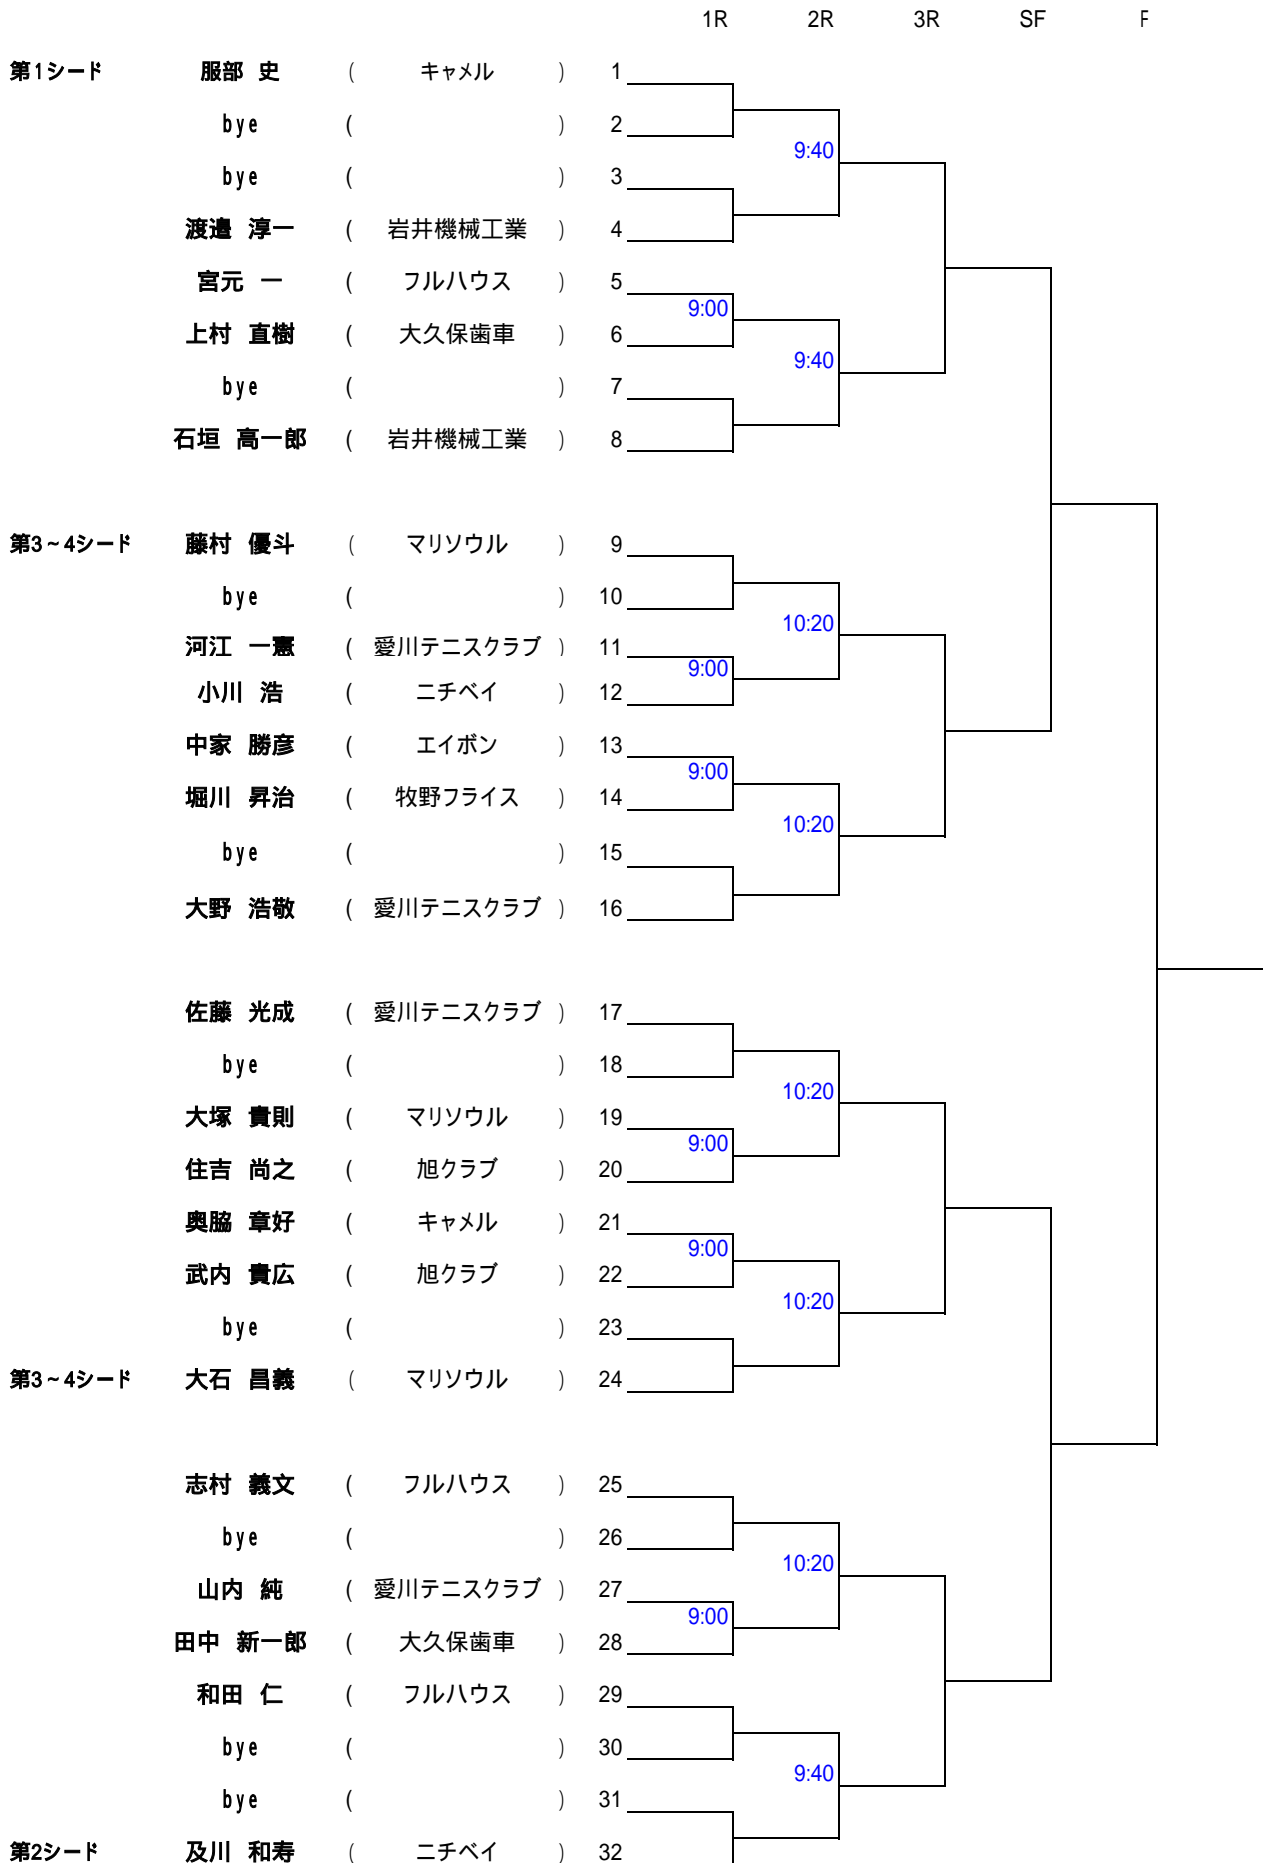 1R 2R 3R SF F
第1シード 服部 史 ( キャメル ) 1
bye ( ) 2
9:40
bye ( ) 3
渡邉 淳一 ( 岩井機械工業 ) 4
宮元 一 ( フルハウス ) 5
9:00
上村 直樹 ( 大久保歯車 ) 6
9:40
bye ( ) 7
石垣 高一郎 ( 岩井機械工業 ) 8
第3~4シード 藤村 優斗 ( マリソウル ) 9
bye ( ) 10
10:20
河江 一憲 ( 愛川テニスクラブ ) 11
9:00
小川 浩 ( ニチベイ ) 12
中家 勝彦 ( エイボン ) 13
9:00
堀川 昇治 ( 牧野フライス ) 14
10:20
bye ( ) 15
大野 浩敬 ( 愛川テニスクラブ ) 16
佐藤 光成 ( 愛川テニスクラブ ) 17
bye ( ) 18
10:20
大塚 貴則 ( マリソウル ) 19
9:00
住吉 尚之 ( 旭クラブ ) 20
奥脇 章好 ( キャメル ) 21
9:00
武内 貴広 ( 旭クラブ ) 22
10:20
bye ( ) 23
第3~4シード 大石 昌義 ( マリソウル ) 24
志村 義文 ( フルハウス ) 25
bye ( ) 26
10:20
山内 純 ( 愛川テニスクラブ ) 27
9:00
田中 新一郎 ( 大久保歯車 ) 28
和田 仁 ( フルハウス ) 29
bye ( ) 30
9:40
bye ( ) 31
第2シード 及川 和寿 ( ニチベイ ) 32